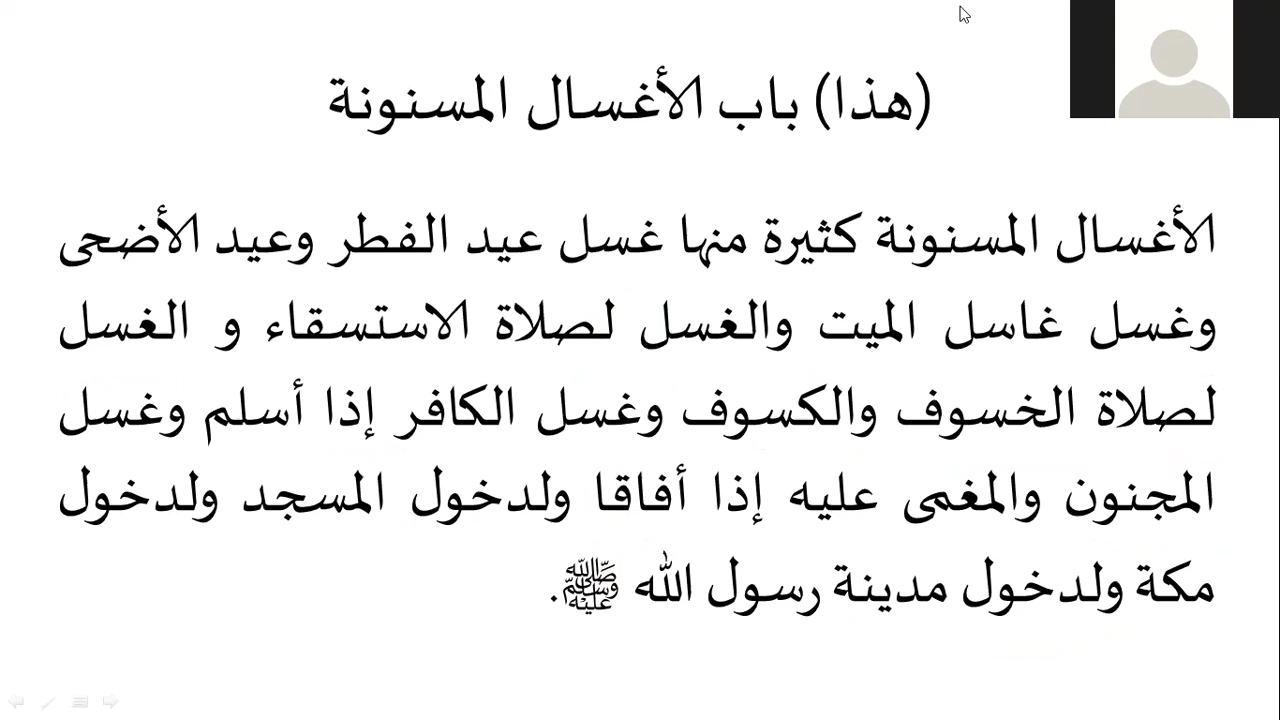 (هذا) باب الأغسال المسنونة
الأغسال المسنونة كثيرة منها غسل عيد الفطر وعيد الأضحى
وغسل غاسل الميت والغسل لصلاة الاستسقاء و الغسل
لصلاة الخسوف والكسوف وغسل الكافر إذا أسلم وغسل
المجنون والمغمى عليه إذا أفاقا ولدخول المسجد ولدخول
مكة ولدخول مدينة رسول الله ﷺ.